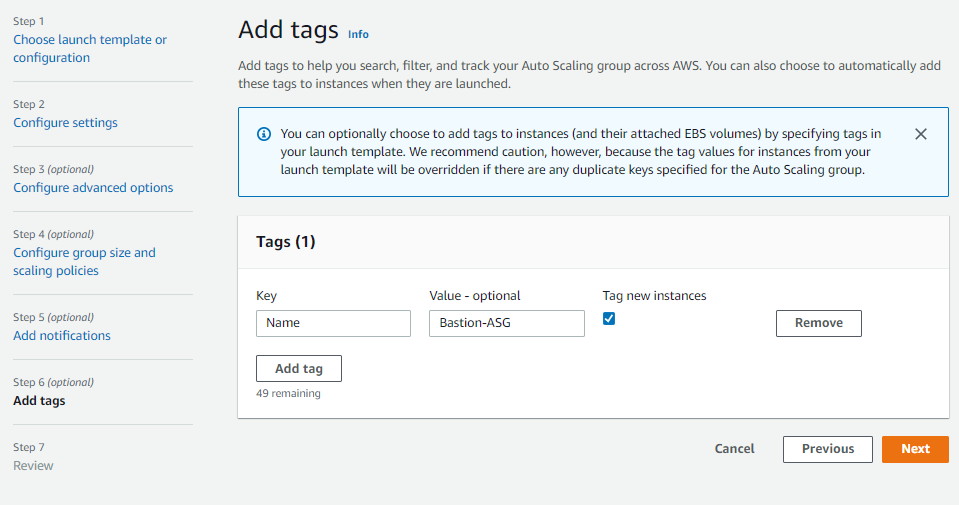 Step 1
Choose launch template or
configuration
Step 2
Configure settings
Step 3 (optional)
Configure advanced options
Step 4 (optional)
Configure group size and
scaling policies
Step 5 (optional)
Add notifications
Step 6 (optional)
Add tags
Step 7
Review
Add tags Info
Add tags to help you search, filter, and track your Auto Scaling group across AWS. You can also choose to automatically add
these tags to instances when they are launched.
You can optionally choose to add tags to instances (and their attached EBS volumes) by specifying tags in
your launch template. We recommend caution, however, because the tag values for instances from your
launch template will be overridden if there are any duplicate keys specified for the Auto Scaling group.
Tags (1)
Key Value - optional Tag new instances
Name Bastion-ASG Remove
Add tag
49 remaining
Cancel Previous Next